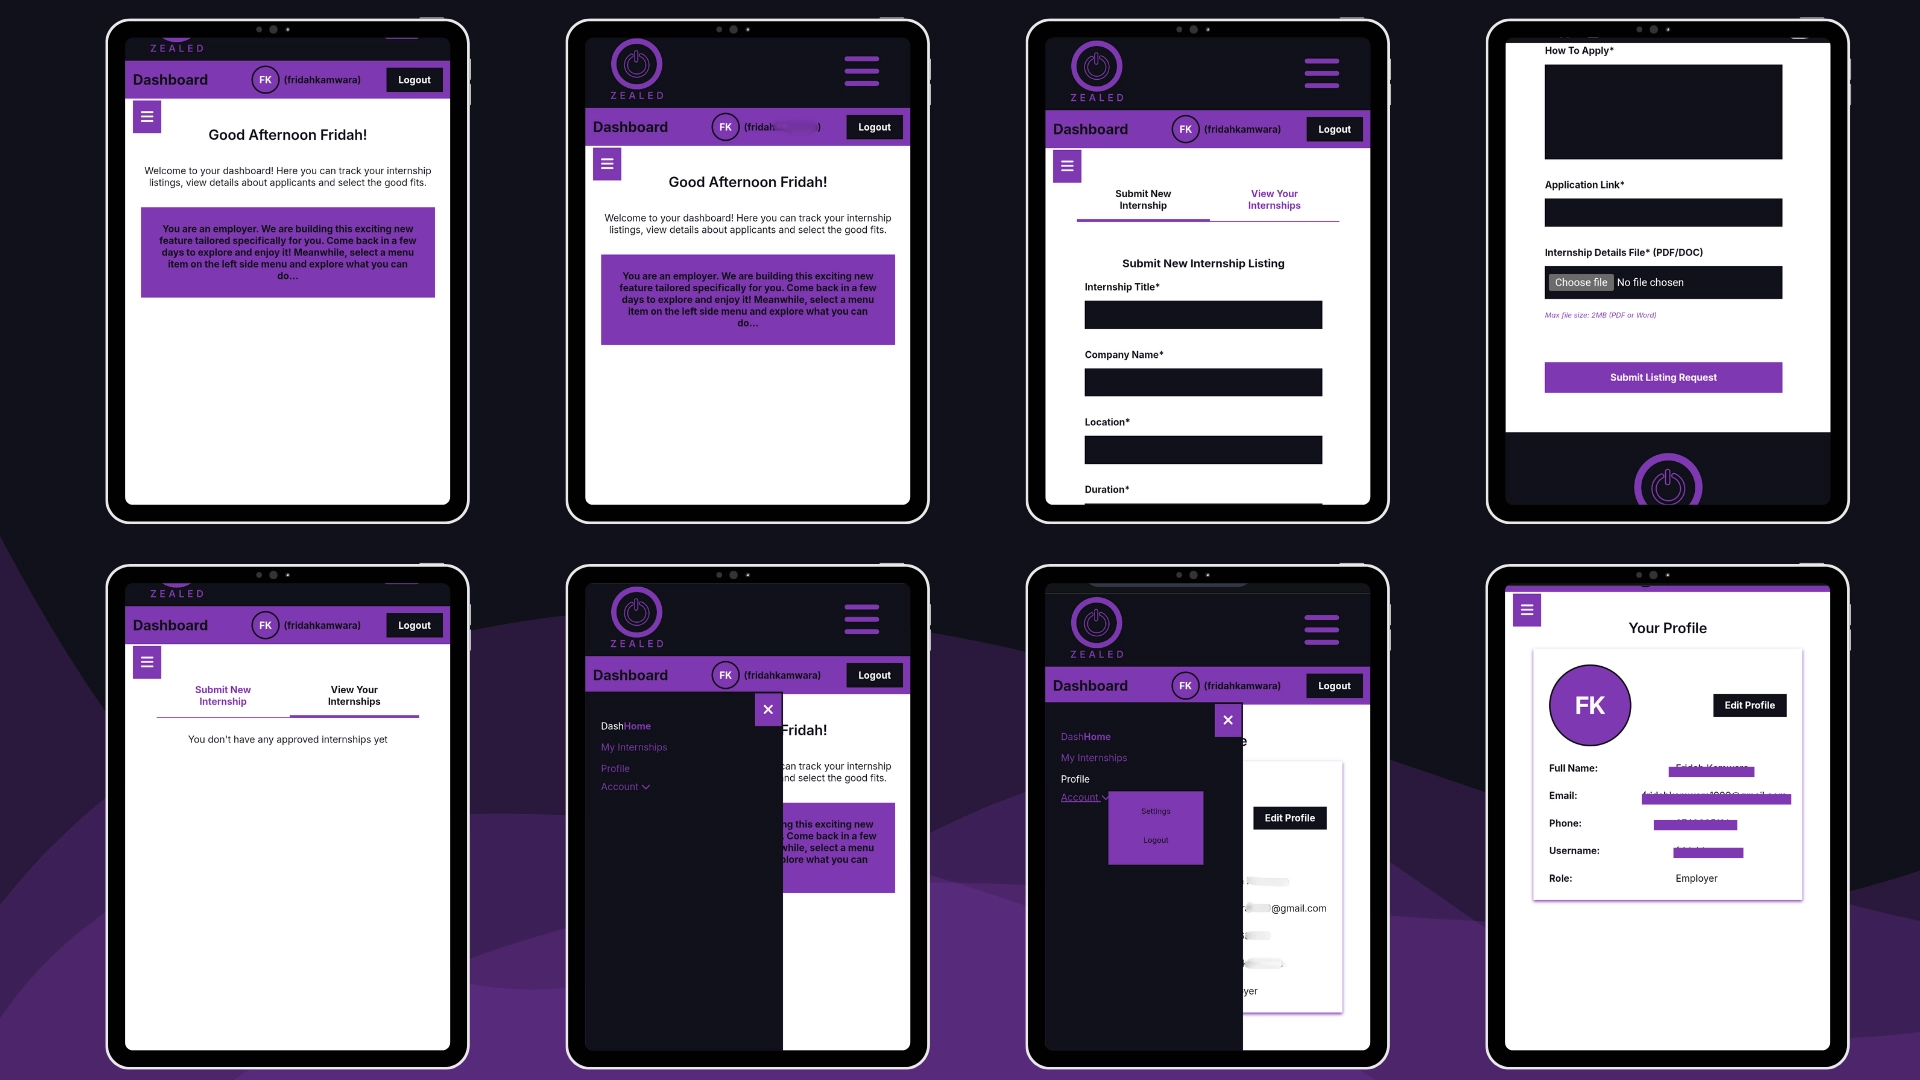 ZEALED
Dashboard
FK
(fridahkamwara)
Logout
Good Afternoon Fridah!
Welcome to your dashboard! Here you can track your internship
listings, view details about applicants and select the good fits.
You are an employer. We are building this exciting new
feature tailored specifically for you. Come back in a few
days to explore and enjoy it! Meanwhile, select a menu
item on the left side menu and explore what you can
do...
ZEALED
Dashboard
FK
(fridah
)
Logout
Good Afternoon Fridah!
Welcome to your dashboard! Here you can track your internship
listings, view details about applicants and select the good fits.
You are an employer. We are building this exciting new
feature tailored specifically for you. Come back in a few
days to explore and enjoy it! Meanwhile, select a menu
item on the left side menu and explore what you can
do...
ZEALED
Dashboard
FK
(fridahkamwara)
Logout
Submit New
Internship
View Your
Internships
Submit New Internship Listing
Internship Title*
Company Name*
Location*
Duration*
How To Apply*
Application Link*
Internship Details File* (PDF/DOC)
Choose file No file chosen
Max file size: 2MB (PDF or Word)
Submit Listing Request
ZEALED
Dashboard
FK
(fridahkamwara)
Logout
Submit New
Internship
View Your
Internships
You don't have any approved internships yet
ZEALED
Dashboard
FK
(fridahkamwara)
Logout
DashHome
My Internships
Profile
Account
Fridah!
can track your internship
nd select the good fits.
ng this exciting new
. Come back in a few
while, select a menu
plore what you can
ZEALED
Dashboard
FK
(fridahkamwara)
Logout
DashHome
My Internships
Profile
Account
Settings
Logout
e
Edit Profile
@gmail.com
yer
Your Profile
FK
Edit Profile
Full Name:
Email:
Phone:
Username:
Role:
Employer